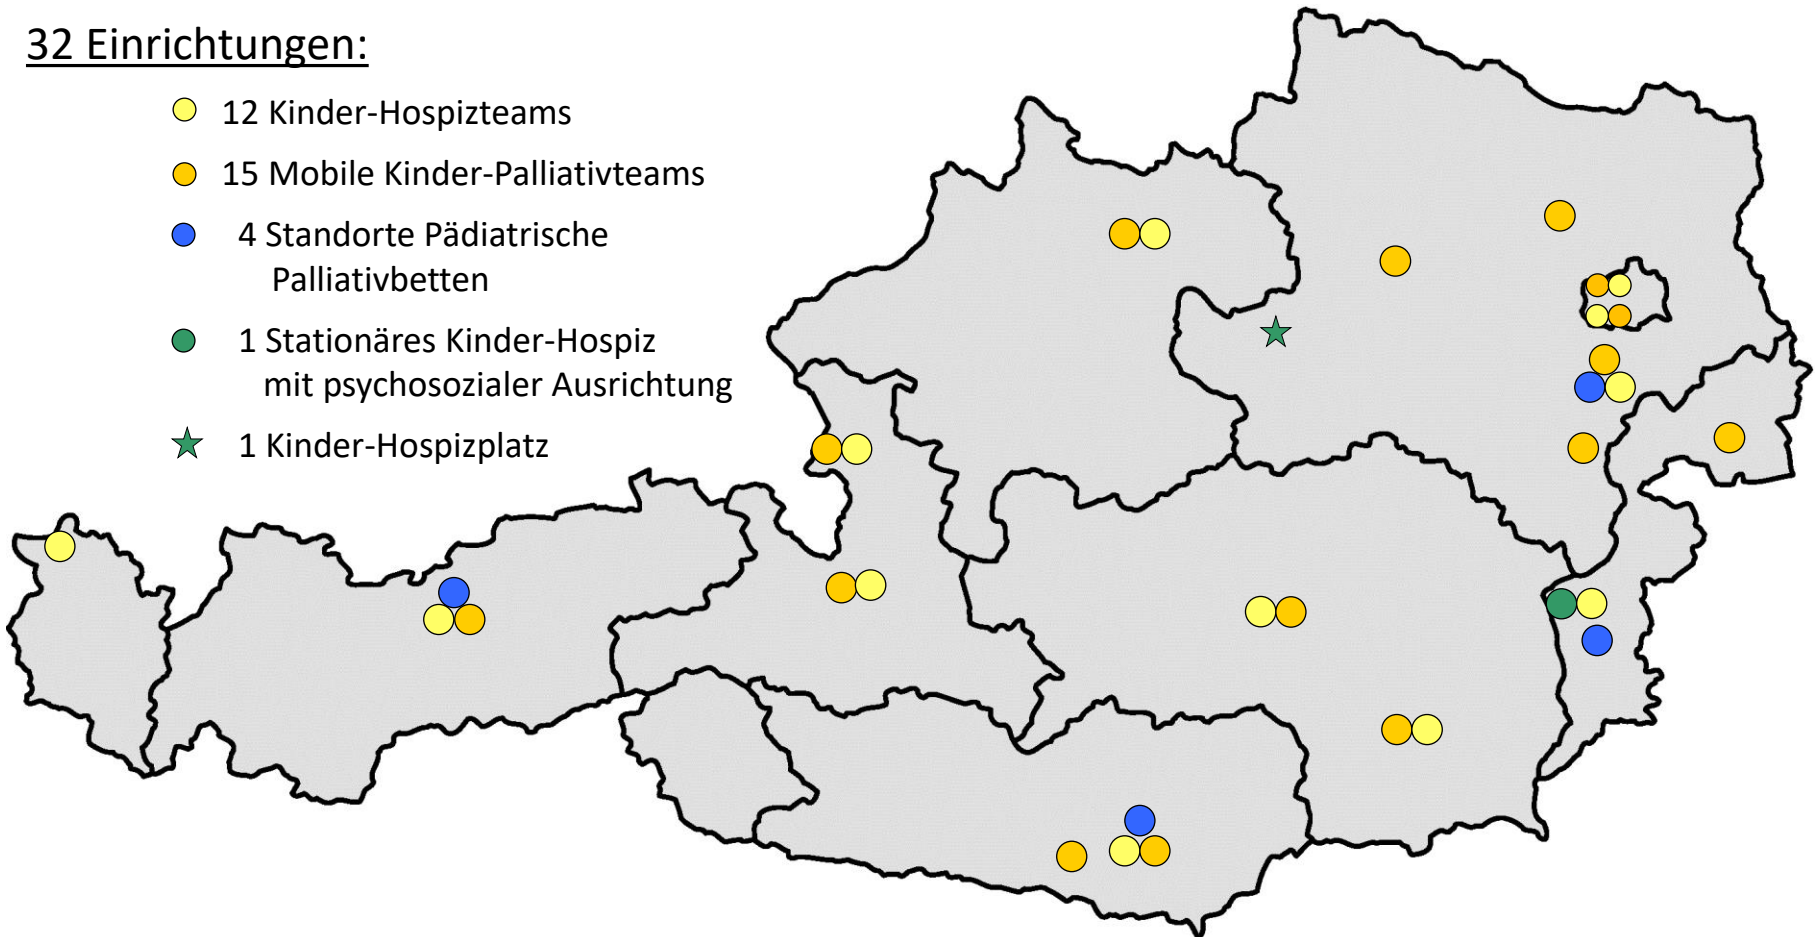 32 Einrichtungen:
12 Kinder-Hospizteams
15 Mobile Kinder-Palliativteams
4 Standorte Pädiatrische
Palliativbetten
1 Stationäres Kinder-Hospiz
mit psychosozialer Ausrichtung
1 Kinder-Hospizplatz